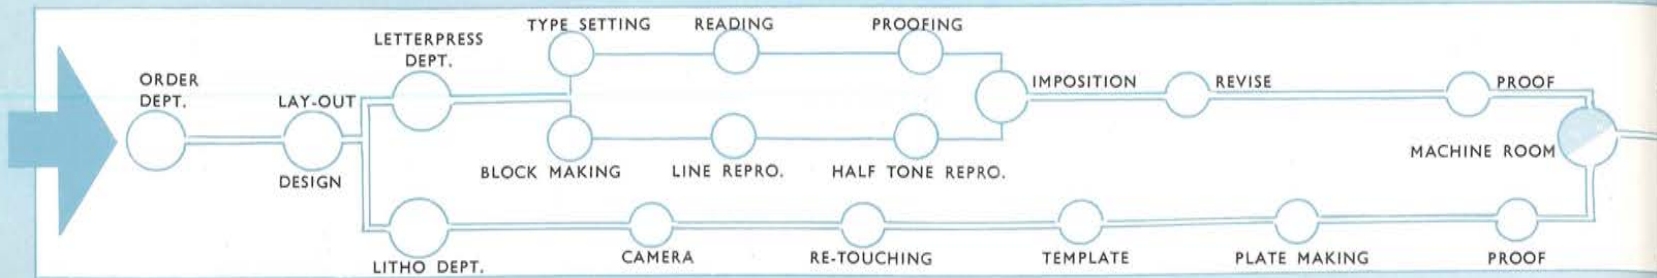 ORDER
DEPT.
LAY-OUT
DESIGN
LETTERPRESS
DEPT.
TYPE SETTING
READING
PROOFING
BLOCK MAKING
LINE REPRO.
HALF TONE REPRO.
IMPOSITION
REVISE
PROOF
MACHINE ROOM
LITHO DEPT.
CAMERA
RE-TOUCHING
TEMPLATE
PLATE MAKING
PROOF